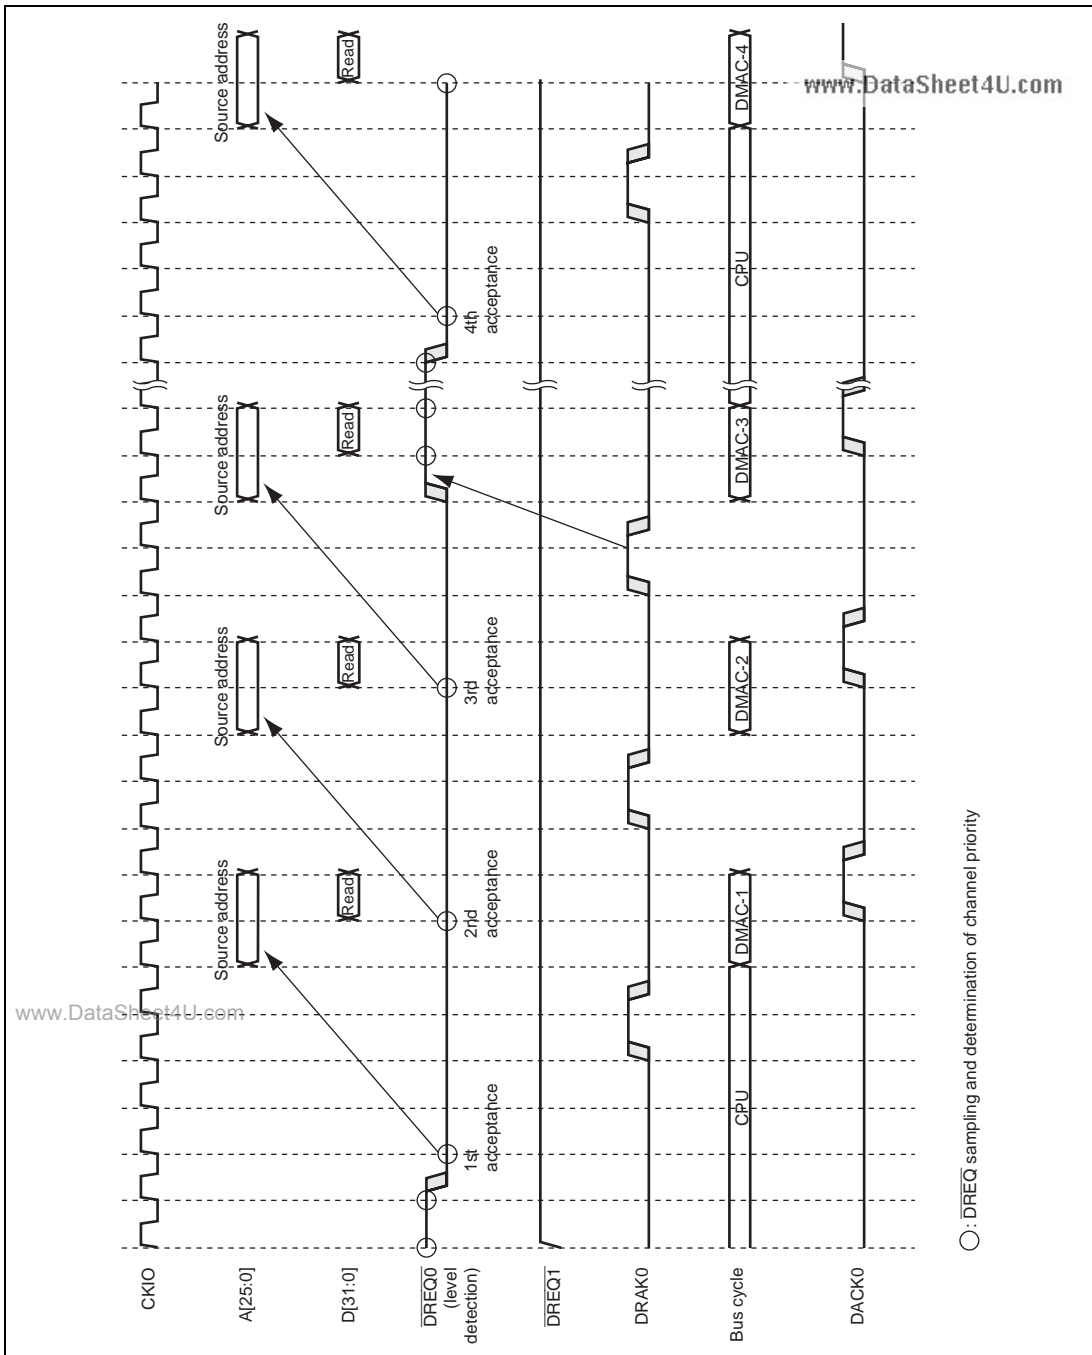 CKIO
A[25:0]
Source address
Source address
Source address
Source address
D[31:0]
Read
Read
Read
Read
DREQ0
(level
detection)
1st
acceptance
2nd
acceptance
3rd
acceptance
4th
acceptance
DREQ1
DRAK0
Bus cycle
CPU
DMAC-1
DMAC-2
DMAC-3
CPU
DMAC-4
DACK0
○: DREQ sampling and determination of channel priority
www.DataSheet4U.com
www.DataSheet4U.com